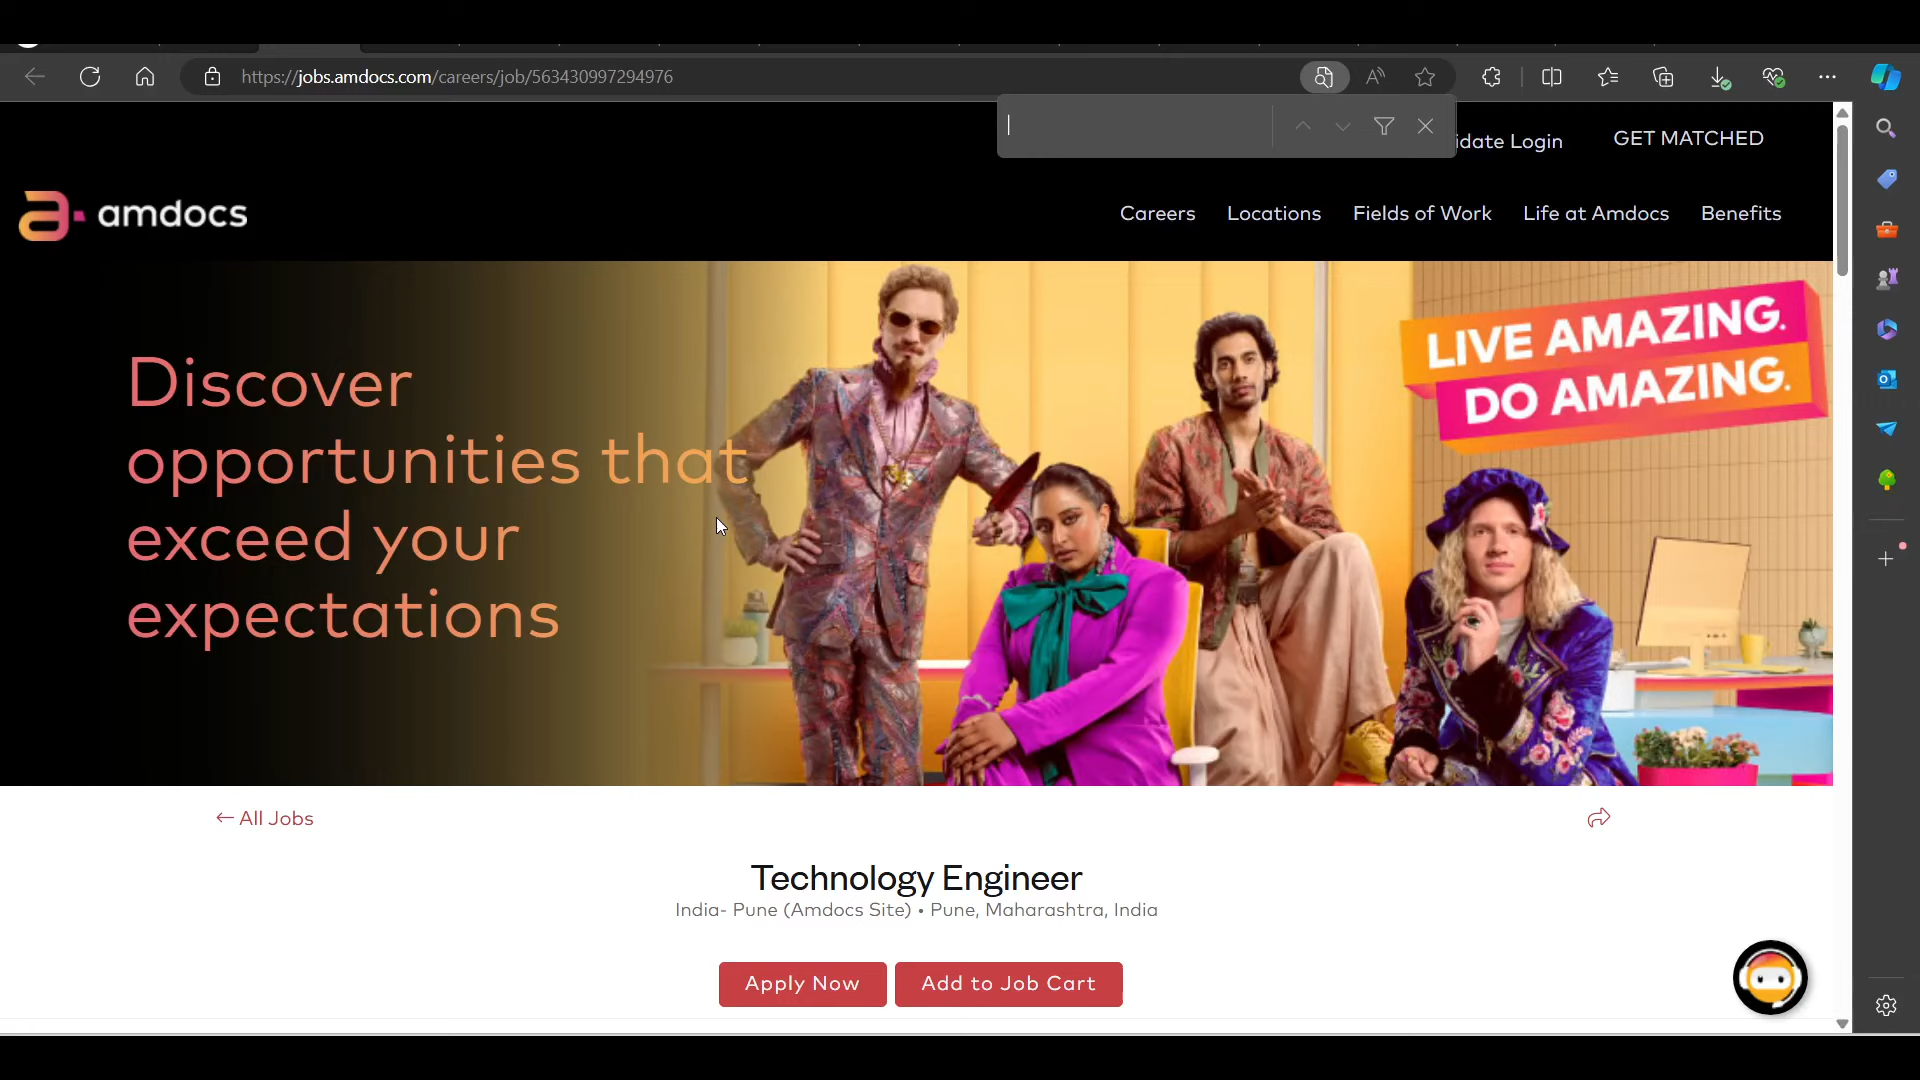 https://jobs.amdocs.com/careers/job/563430997294976
idate Login
GET MATCHED
amdocs
Careers
Locations
Fields of Work
Life at Amdocs
Benefits
LIVE AMAZING.
DO AMAZING.
Discover
opportunities that
exceed your
expectations
← All Jobs
Technology Engineer
India- Pune (Amdocs Site) • Pune, Maharashtra, India
Apply Now
Add to Job Cart